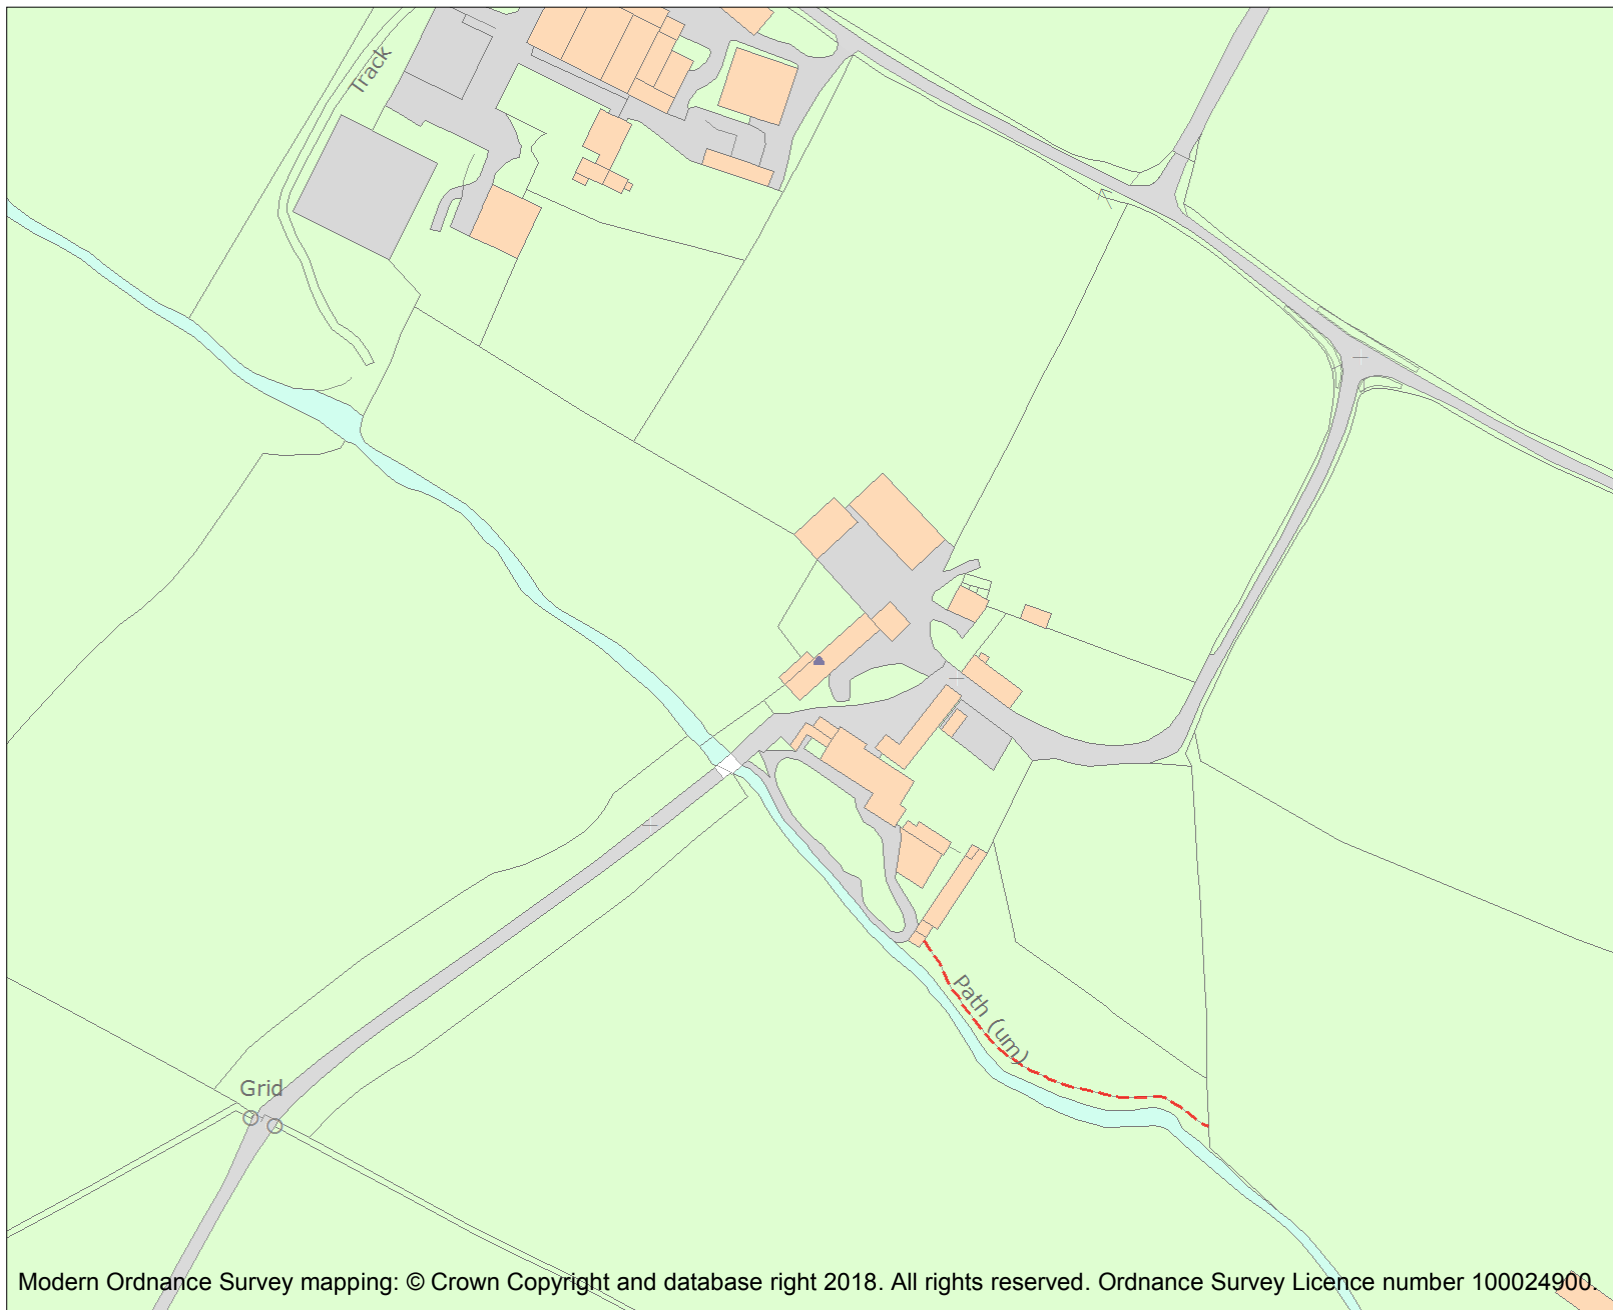 Track
Path (um)
Grid
Modern Ordnance Survey mapping: © Crown Copyright and database right 2018. All rights reserved. Ordnance Survey Licence number 100024900.